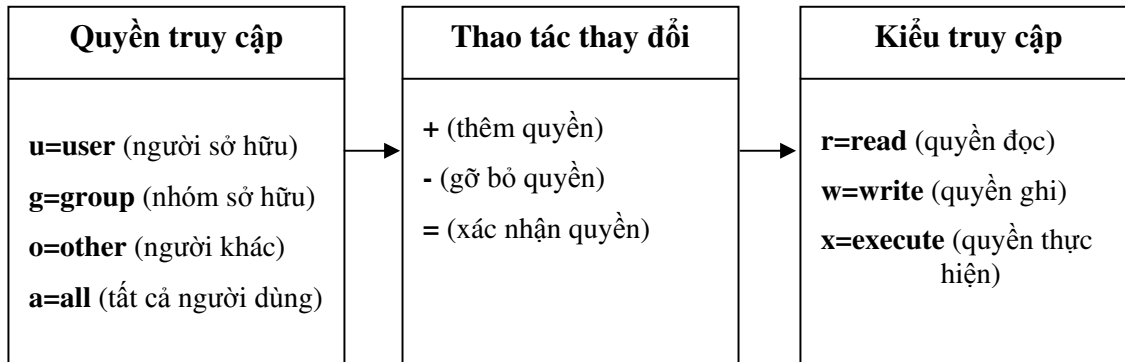 Quyền truy cập
u=user (người sở hữu)
g=group (nhóm sở hữu)
o=other (người khác)
a=all (tất cả người dùng)
Thao tác thay đổi
+ (thêm quyền)
- (gỡ bỏ quyền)
= (xác nhận quyền)
Kiểu truy cập
r=read (quyền đọc)
w=write (quyền ghi)
x=execute (quyền thực
hiện)